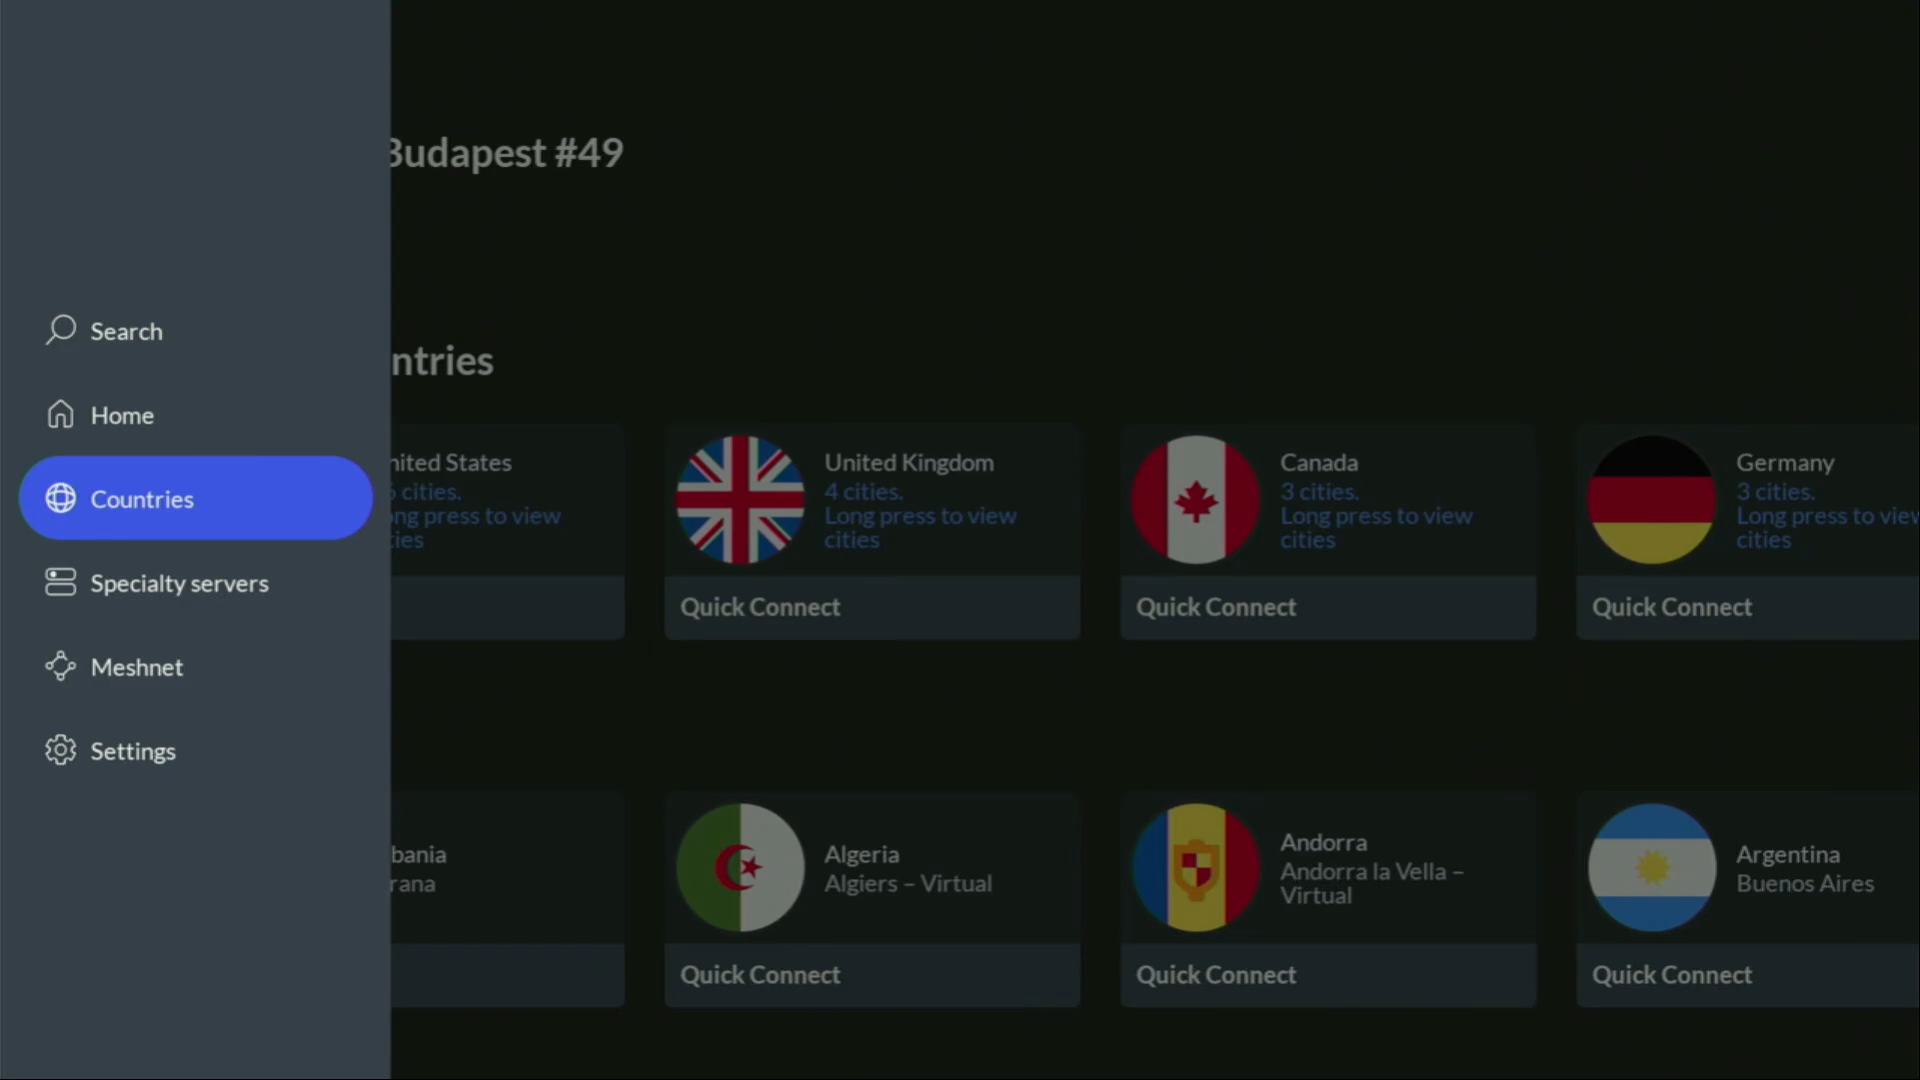 Budapest #49
Search
Home
Countries
Specialty servers
Meshnet
Settings
ntries
nited States
cities.
ng press to view
ties
United Kingdom
4 cities.
Long press to view
cities
Quick Connect
Canada
3 cities.
Long press to view
cities
Quick Connect
Germany
3 cities.
Long press to view
cities
Quick Connect
bania
rana
Algeria
Algiers – Virtual
Quick Connect
Andorra
Andorra la Vella –
Virtual
Quick Connect
Argentina
Buenos Aires
Quick Connect